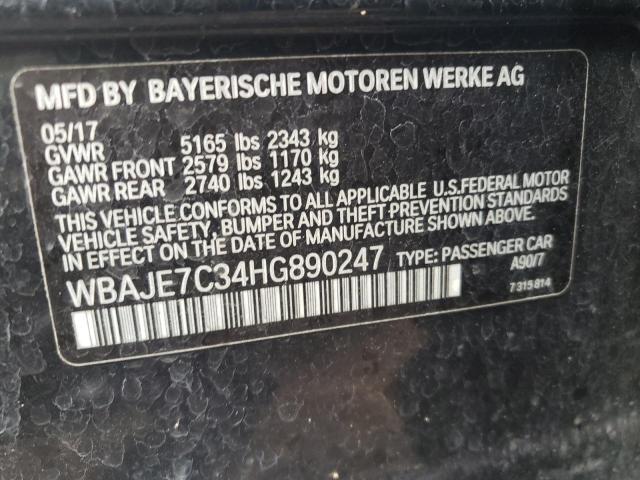 MFD BY BAYERISCHE MOTOREN WERKE AG
05/17
GVWR 5165 lbs 2343 kg
GAWR FRONT 2579 lbs 1170 kg
GAWR REAR 2740 lbs 1243 kg
THIS VEHICLE CONFORMS TO ALL APPLICABLE U.S.FEDERAL MOTOR
VEHICLE SAFETY, BUMPER AND THEFT PREVENTION STANDARDS
IN EFFECT ON THE DATE OF MANUFACTURE SHOWN ABOVE.
WBAJE7C34HG890247 TYPE: PASSENGER CAR
A90/7
7315814